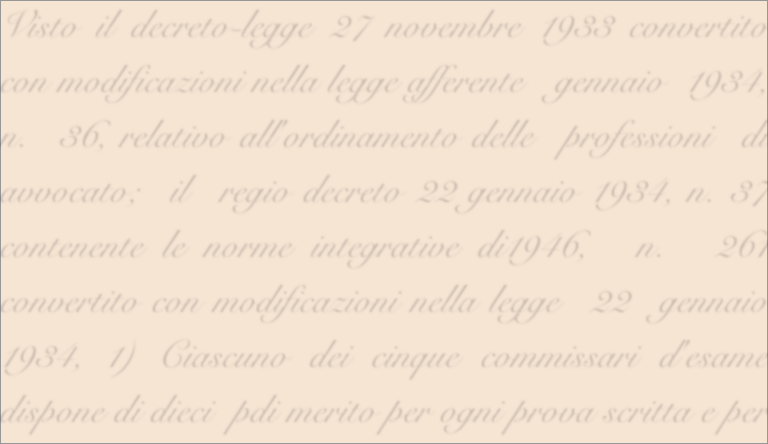 Visto il decreto-legge 27 novembre 1933 convertito
con modificazioni nella legge afferente gennaio 1934,
n. 36, relativo all'ordinamento delle professioni di
avvocato; il regio decreto 22 gennaio 1934, n. 37
contenente le norme integrative di1946, n. 261
convertito con modificazioni nella legge 22 gennaio
1934, 1) Ciascuno dei cinque commissari d'esame
dispone di dieci pdi merito per ogni prova scritta e per